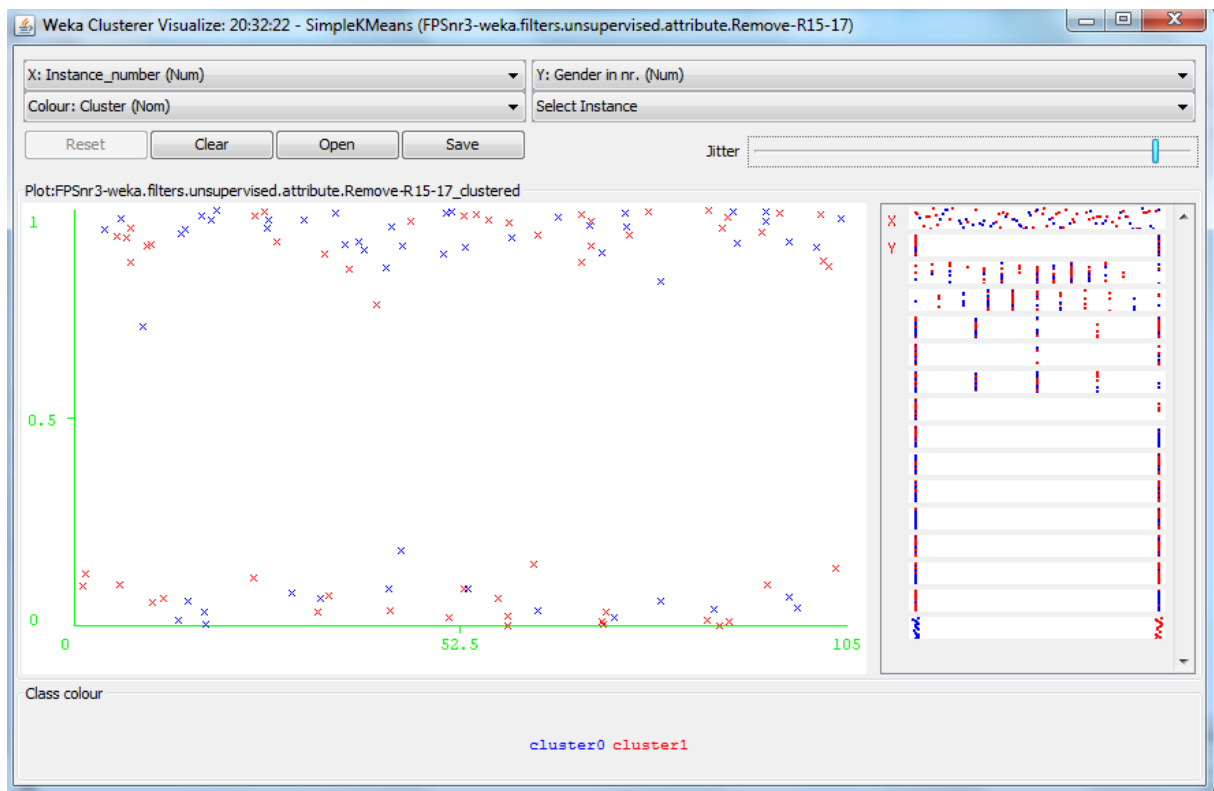 Weka Clusterer Visualize: 20:32:22 - SimpleKMeans (FPSnr3-weka.filters.unsupervised.attribute.Remove-R15-17)
X: Instance_number (Num) Y: Gender in nr. (Num)
Colour: Cluster (Nom) Select Instance
Reset Clear Open Save Jitter
Plot:FPSnr3-weka.filters.unsupervised.attribute.Remove-R15-17_clustered
1
0.5
0
0 52.5 105
X
Y
Class colour
cluster0 cluster1